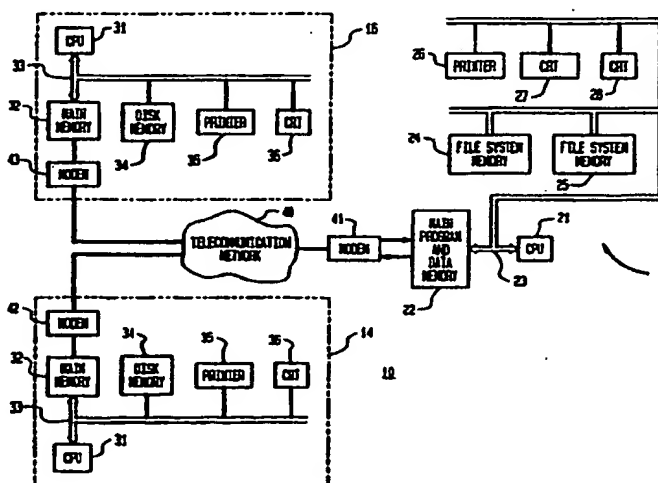 CPU
31
16
33
32
MAIN
MEMORY
DISK
MEMORY
34
PRINTER
35
CRT
36
43
MODEM
26
PRINTER
CRT
27
CRT
28
24
FILE SYSTEM
MEMORY
FILE SYSTEM
MEMORY
25
40
TELECOMMUNICATION
NETWORK
41
MODEM
MAIN
PROGRAM
AND
DATA
MEMORY
22
23
21
CPU
42
MODEM
32
MAIN
MEMORY
34
DISK
MEMORY
35
PRINTER
36
CRT
14
10
33
CPU
31